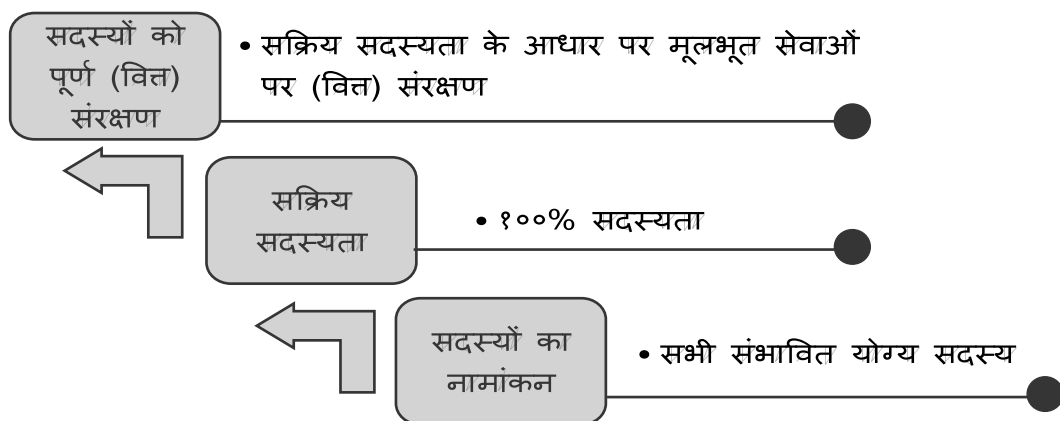 सदस्यों को
पूर्ण (वित्त)
संरक्षण
• सक्रिय सदस्यता के आधार पर मूलभूत सेवाओं
पर (वित्त) संरक्षण
सक्रिय
सदस्यता
• १००% सदस्यता
सदस्यों का
नामांकन
• सभी संभावित योग्य सदस्य